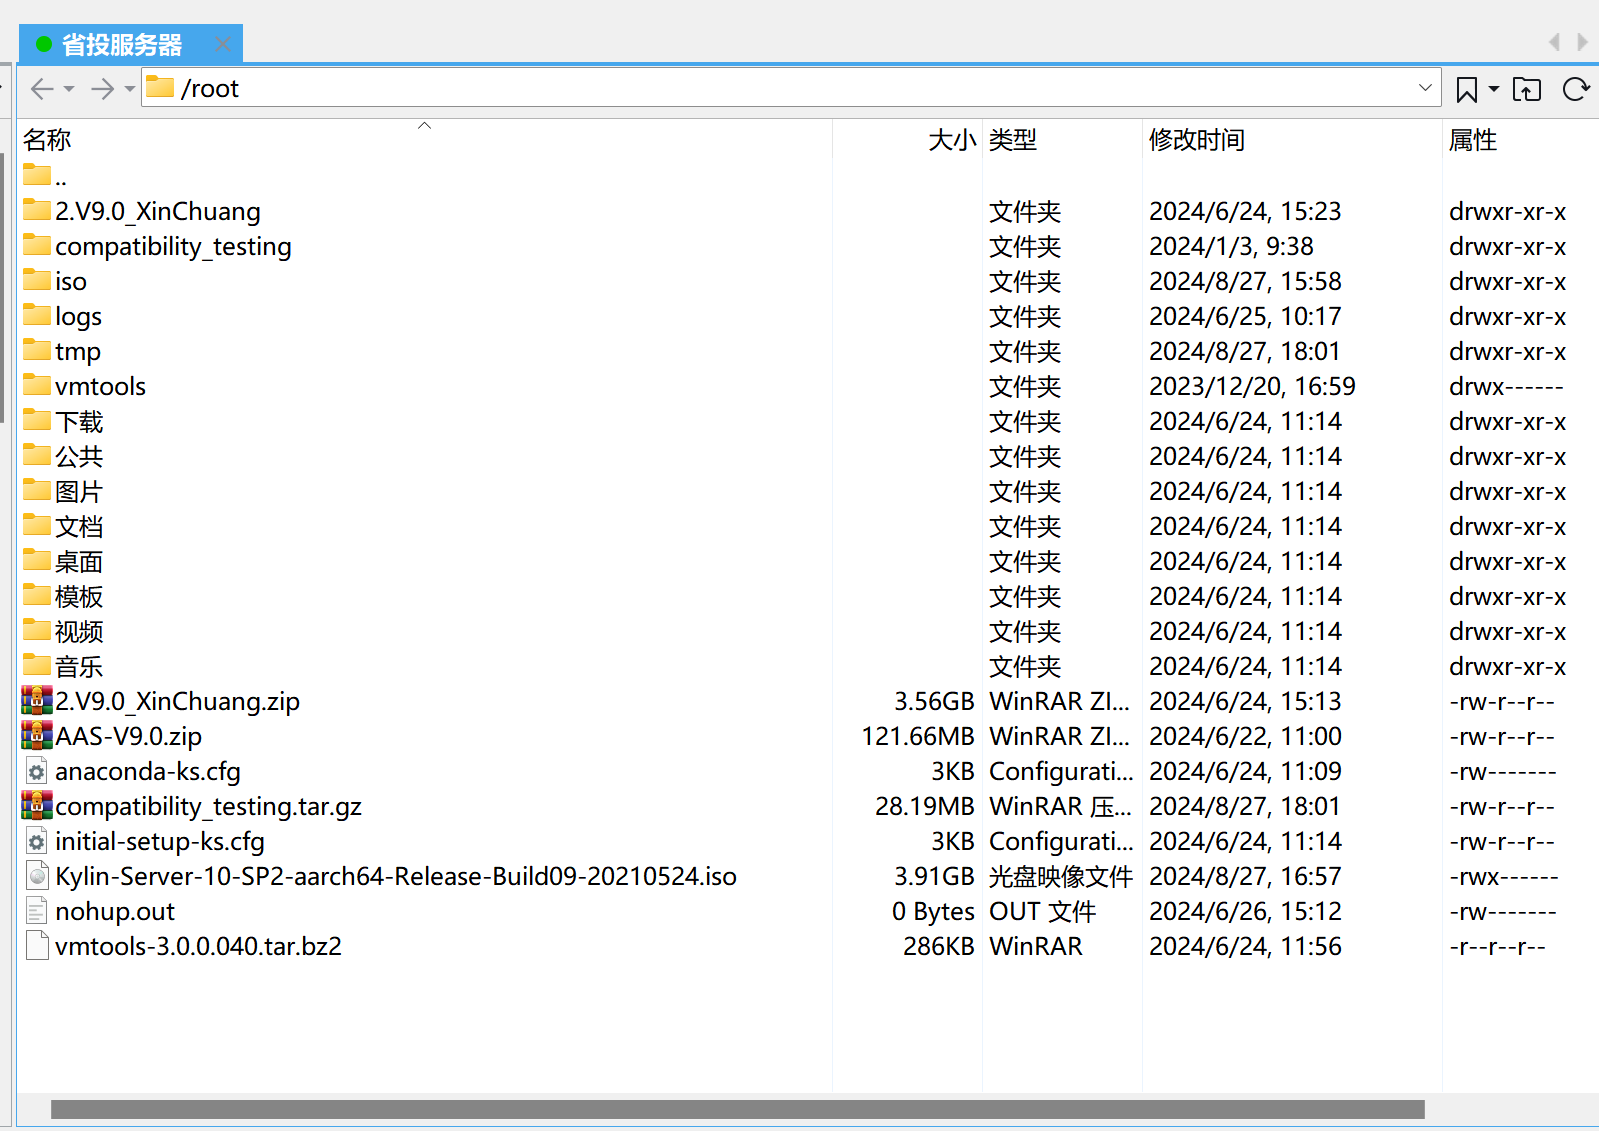 省投服务器
/root
名称 大小 类型 修改时间 属性
..
2.V9.0_XinChuang 文件夹 2024/6/24, 15:23 drwxr-xr-x
compatibility_testing 文件夹 2024/1/3, 9:38 drwxr-xr-x
iso 文件夹 2024/8/27, 15:58 drwxr-xr-x
logs 文件夹 2024/6/25, 10:17 drwxr-xr-x
tmp 文件夹 2024/8/27, 18:01 drwxr-xr-x
vmtools 文件夹 2023/12/20, 16:59 drwx------
下载 文件夹 2024/6/24, 11:14 drwxr-xr-x
公共 文件夹 2024/6/24, 11:14 drwxr-xr-x
图片 文件夹 2024/6/24, 11:14 drwxr-xr-x
文档 文件夹 2024/6/24, 11:14 drwxr-xr-x
桌面 文件夹 2024/6/24, 11:14 drwxr-xr-x
模板 文件夹 2024/6/24, 11:14 drwxr-xr-x
视频 文件夹 2024/6/24, 11:14 drwxr-xr-x
音乐 文件夹 2024/6/24, 11:14 drwxr-xr-x
2.V9.0_XinChuang.zip 3.56GB WinRAR ZI... 2024/6/24, 15:13 -rw-r--r--
AAS-V9.0.zip 121.66MB WinRAR ZI... 2024/6/22, 11:00 -rw-r--r--
anaconda-ks.cfg 3KB Configurati... 2024/6/24, 11:09 -rw-------
compatibility_testing.tar.gz 28.19MB WinRAR 压... 2024/8/27, 18:01 -rw-r--r--
initial-setup-ks.cfg 3KB Configurati... 2024/6/24, 11:14 -rw-r--r--
Kylin-Server-10-SP2-aarch64-Release-Build09-20210524.iso 3.91GB 光盘映像文件 2024/8/27, 16:57 -rwx------
nohup.out 0 Bytes OUT 文件 2024/6/26, 15:12 -rw-------
vmtools-3.0.0.040.tar.bz2 286KB WinRAR 2024/6/24, 11:56 -r--r--r--